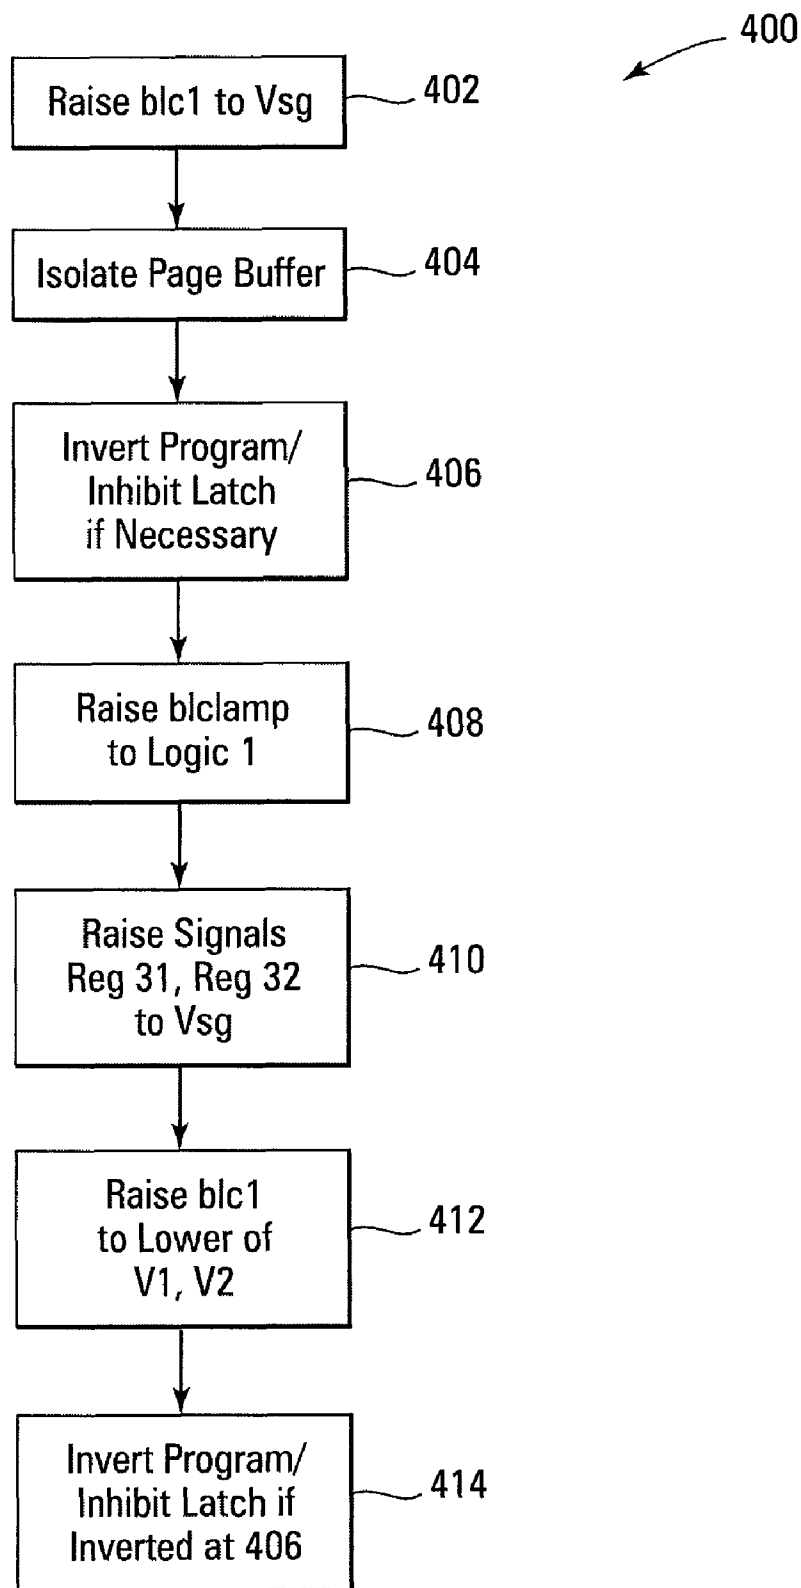 400
Raise blc1 to Vsg
402
Isolate Page Buffer
404
Invert Program/
Inhibit Latch
if Necessary
406
Raise blclamp
to Logic 1
408
Raise Signals
Reg 31, Reg 32
to Vsg
410
Raise blc1
to Lower of
V1, V2
412
Invert Program/
Inhibit Latch if
Inverted at 406
414